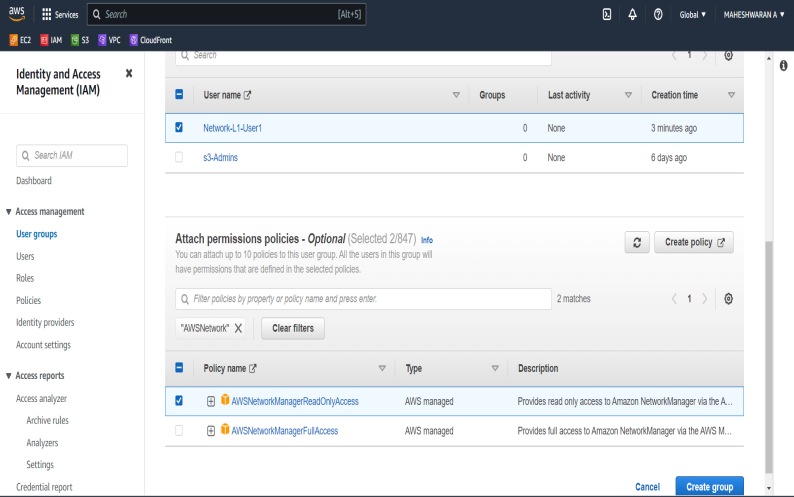 aws
Services
Search
[Alt+S]
Global ▼
MAHESHWARAN A ▼
EC2
IAM
S3
VPC
CloudFront
Identity and Access
Management (IAM)
Search IAM
Dashboard
Access management
User groups
Users
Roles
Policies
Identity providers
Account settings
Access reports
Access analyzer
Archive rules
Analyzers
Settings
Credential report
Search
1
User name
Groups
Last activity
Creation time
Network-L1-User1
0
None
3 minutes ago
s3-Admins
0
None
6 days ago
Attach permissions policies - Optional (Selected 2/847) Info
You can attach up to 10 policies to this user group. All the users in this group will
have permissions that are defined in the selected policies.
Create policy
Filter policies by property or policy name and press enter.
2 matches
1
"AWSNetwork" X
Clear filters
Policy name
Type
Description
AWSNetworkManagerReadOnlyAccess
AWS managed
Provides read only access to Amazon NetworkManager via the A...
AWSNetworkManagerFullAccess
AWS managed
Provides full access to Amazon NetworkManager via the AWS M...
Cancel
Create group